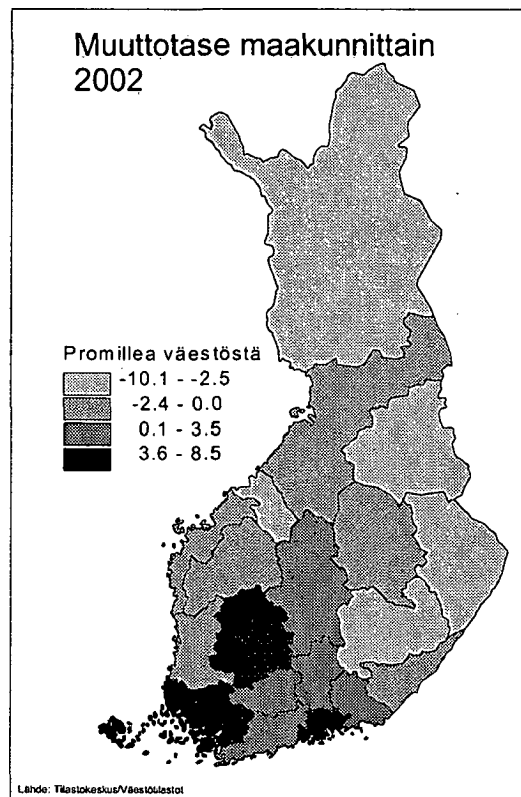 Muuttotase maakunnittain
2002
Promillea väestöstä
-10.1 - -2.5
-2.4 - 0.0
0.1 - 3.5
3.6 - 8.5
Lähde: Tilastokeskus/Väestötilastot